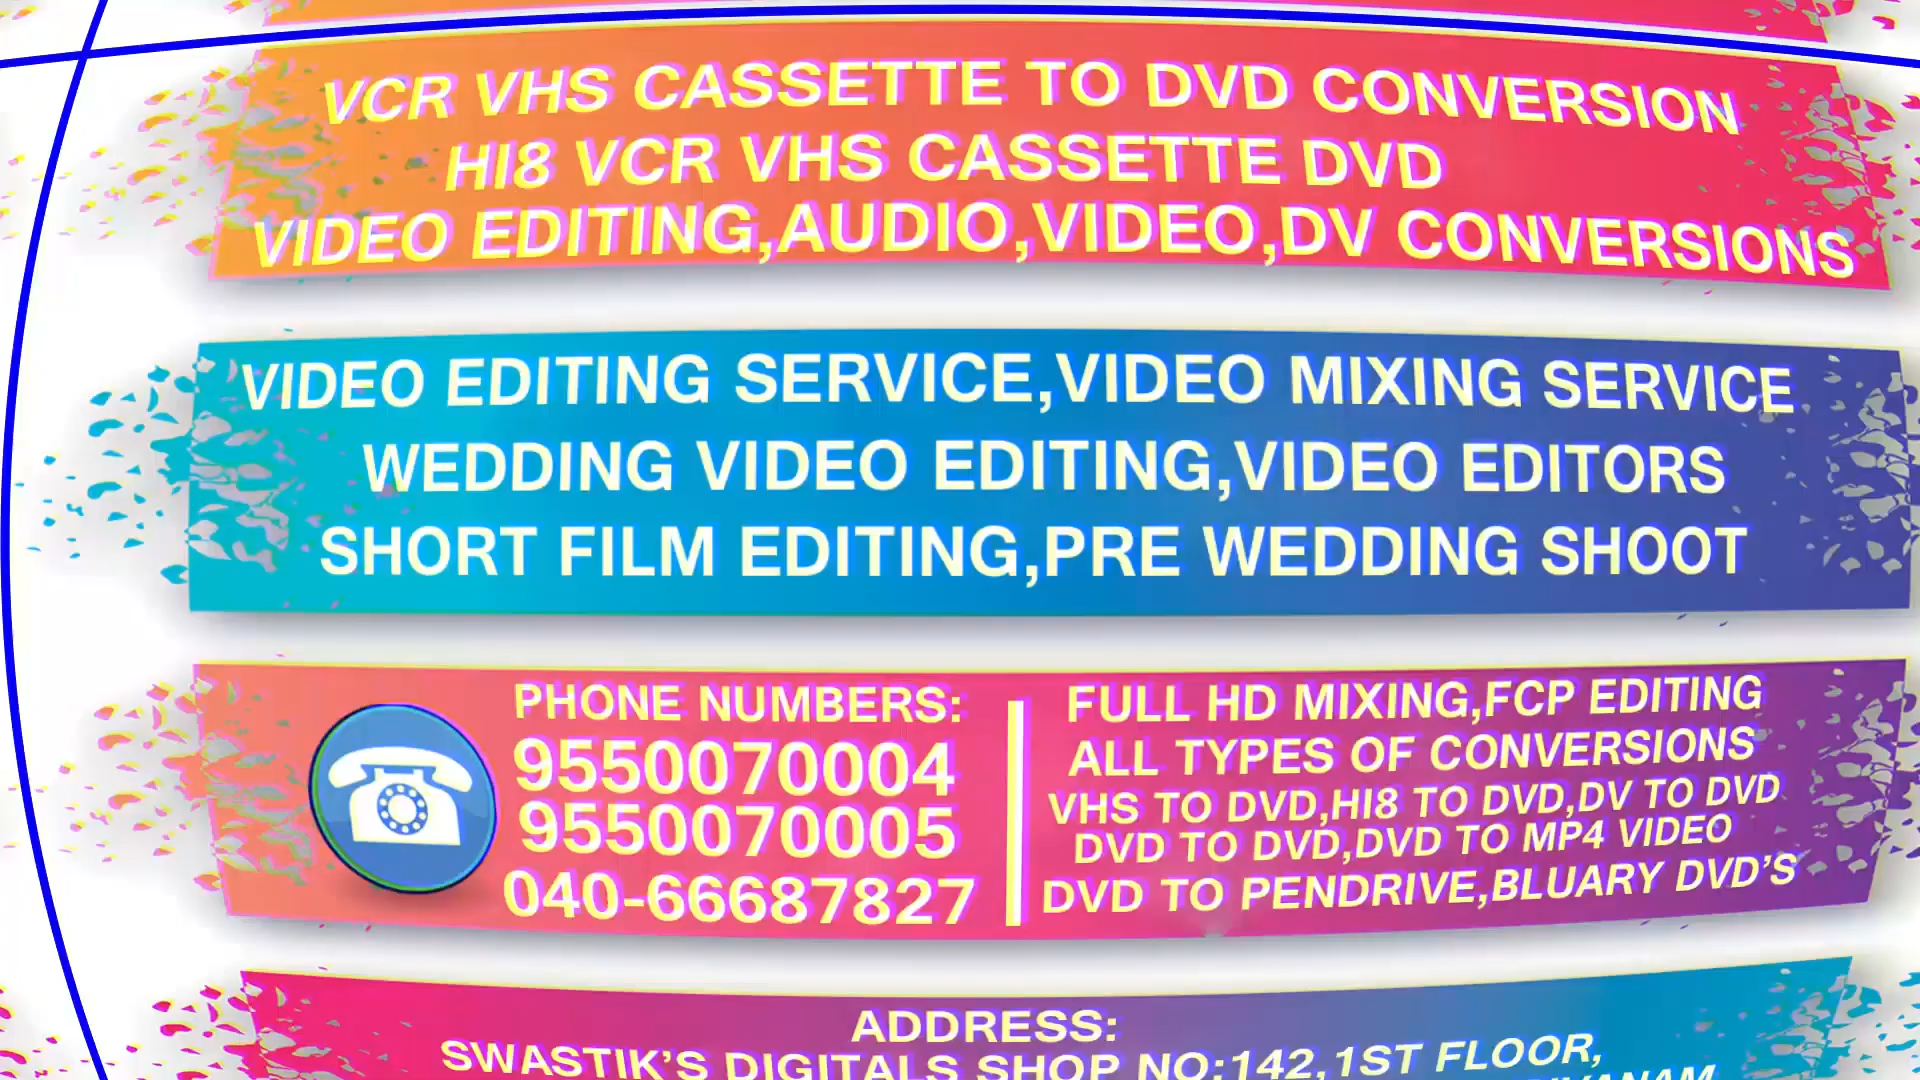 VCR VHS CASSETTE TO DVD CONVERSION
HI8 VCR VHS CASSETTE DVD
VIDEO EDITING,AUDIO,VIDEO,DV CONVERSIONS
VIDEO EDITING SERVICE,VIDEO MIXING SERVICE
WEDDING VIDEO EDITING,VIDEO EDITORS
SHORT FILM EDITING,PRE WEDDING SHOOT
PHONE NUMBERS:
9550070004
9550070005
040-66687827
FULL HD MIXING,FCP EDITING
ALL TYPES OF CONVERSIONS
VHS TO DVD,HI8 TO DVD,DV TO DVD
DVD TO DVD,DVD TO MP4 VIDEO
DVD TO PENDRIVE,BLUARY DVD'S
ADDRESS:
SWASTIK'S DIGITALS SHOP NO:142,1ST FLOOR,